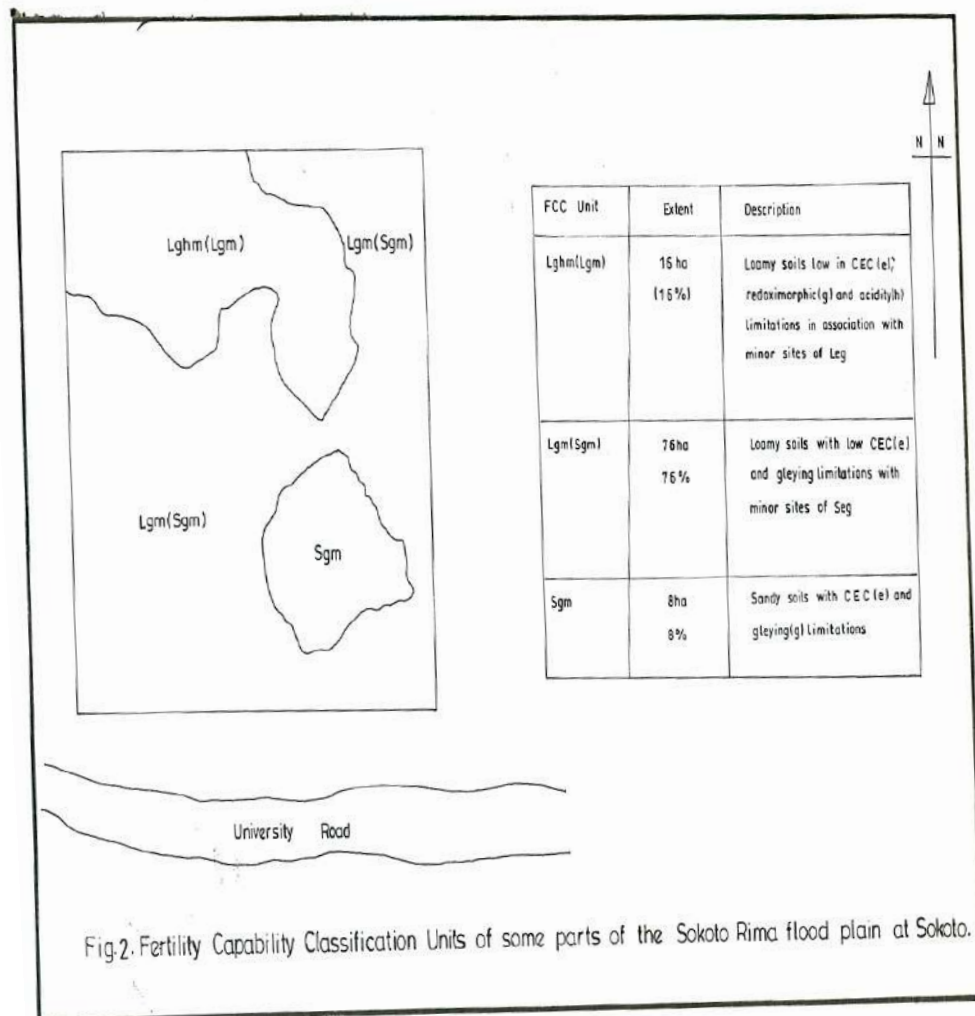 N N
Lghm(Lgm)
Lgm(Sgm)
Lgm(Sgm)
Sgm
FCC Unit Extent Description
Lghm(Lgm) 16 ha Loamy soils low in CEC(e),
(16%) redoximorphic(g) and acidity(h)
limitations in association with
minor sites of Leg
Lgm(Sgm) 76ha Loamy soils with low CEC(e)
76% and gleying limitations with
minor sites of Seg
Sgm 8ha Sandy soils with CEC(e) and
8% gleying(g) limitations
University Road
Fig.2. Fertility Capability Classification Units of some parts of the Sokoto Rima flood plain at Sokoto.